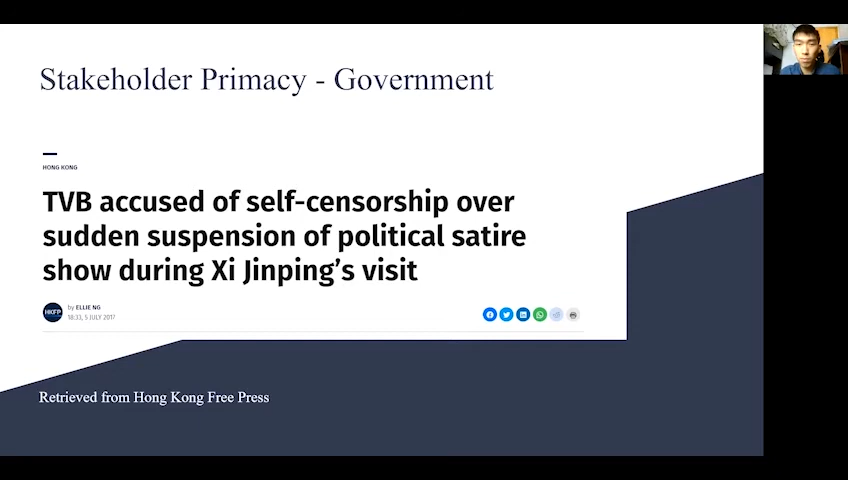 Stakeholder Primacy - Government
HONG KONG
TVB accused of self-censorship over
sudden suspension of political satire
show during Xi Jinping's visit
HKFP
by ELLIE NG
18:33, 5 JULY 2017
Retrieved from Hong Kong Free Press